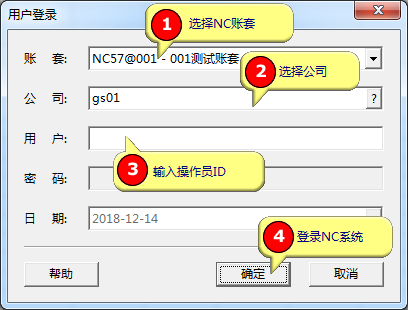 用户登录
1 选择NC账套
账 套: NC57@001 - 001测试账套
2 选择公司
公 司: gs01 ?
用 户:
3 输入操作员ID
密 码:
日 期: 2018-12-14
4 登录NC系统
帮助 确定 取消